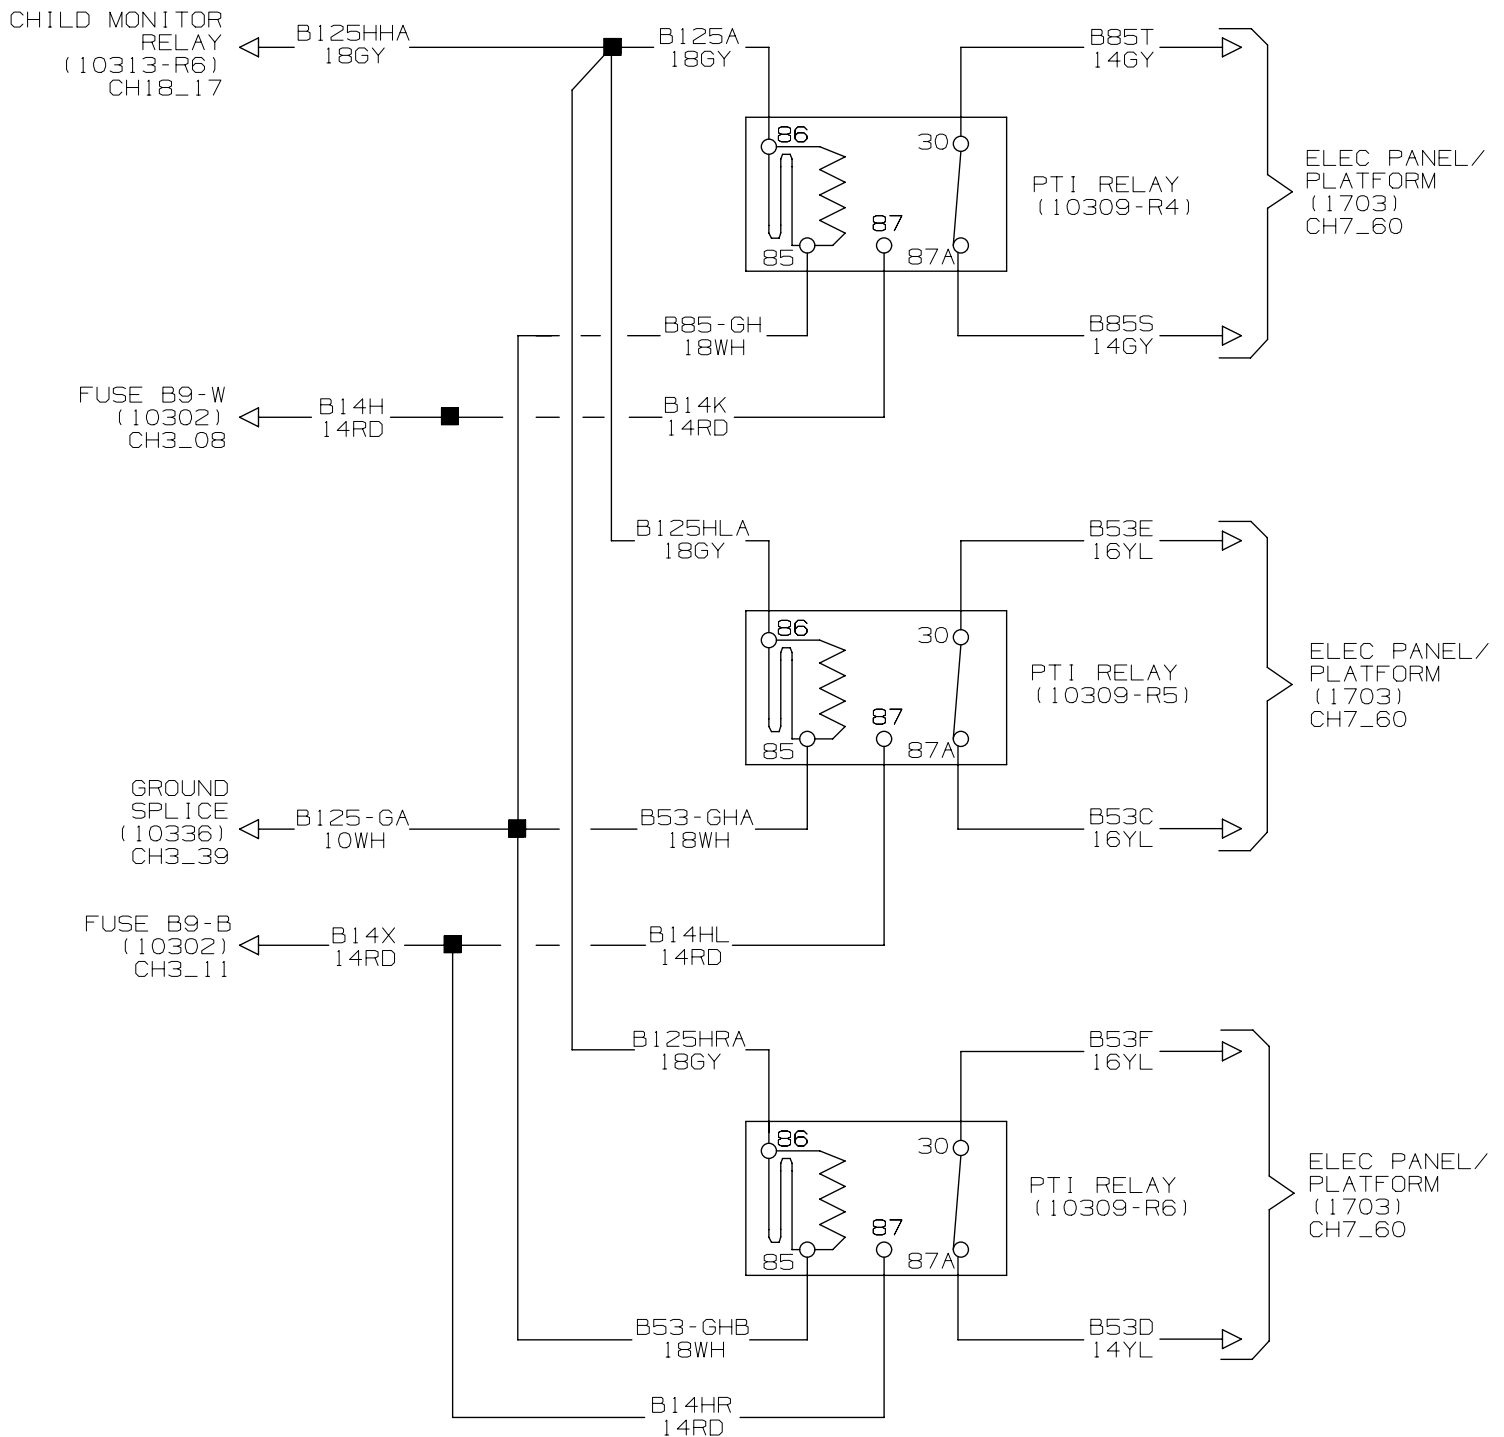 CHILD MONITOR
RELAY
(10313-R6)
CH18_17
B125HHA
18GY
B125A
18GY
B85T
14GY
86
30
85
87
87A
PTI RELAY
(10309-R4)
ELEC PANEL/
PLATFORM
(1703)
CH7_60
B85-GH
18WH
B85S
14GY
FUSE B9-W
(10302)
CH3_08
B14H
14RD
B14K
14RD
B125HLA
18GY
B53E
16YL
86
30
85
87
87A
PTI RELAY
(10309-R5)
ELEC PANEL/
PLATFORM
(1703)
CH7_60
GROUND
SPLICE
(10336)
CH3_39
B125-GA
10WH
B53-GHA
18WH
B53C
16YL
FUSE B9-B
(10302)
CH3_11
B14X
14RD
B14HL
14RD
B125HRA
18GY
B53F
16YL
86
30
85
87
87A
PTI RELAY
(10309-R6)
ELEC PANEL/
PLATFORM
(1703)
CH7_60
B53-GHB
18WH
B53D
14YL
B14HR
14RD